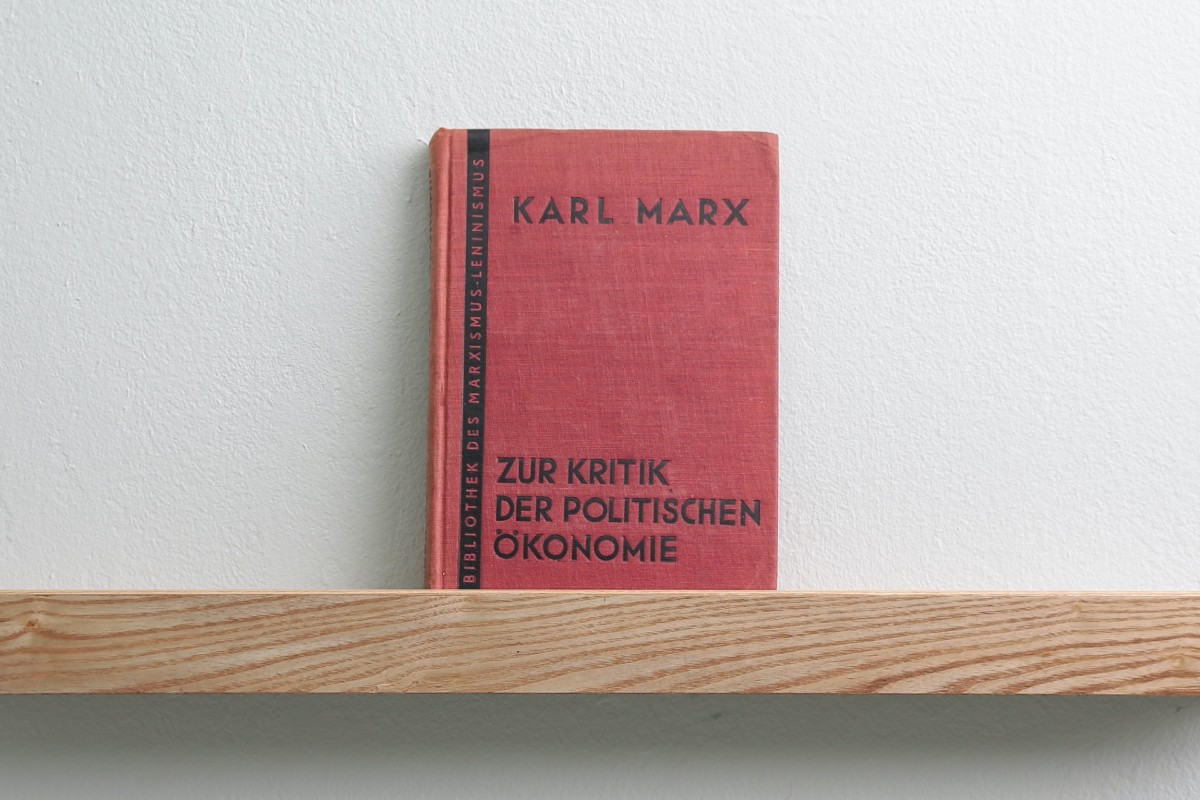 KARL MARX
ZUR KRITIK
DER POLITISCHEN
ÖKONOMIE
BIBLIOTHEK DES MARXISMUS-LENINISMUS